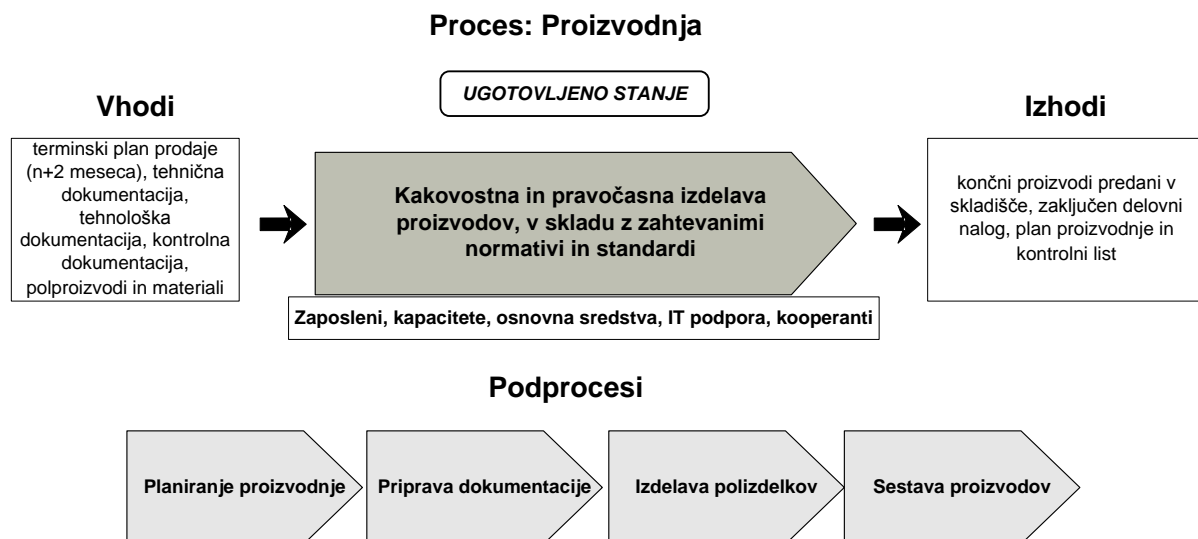 Proces: Proizvodnja
UGOTOVLJENO STANJE
Vhodi
terminski plan prodaje
(n+2 meseca), tehnična
dokumentacija,
tehnološka
dokumentacija, kontrolna
dokumentacija,
polproizvodi in materiali
Kakovostna in pravočasna izdelava
proizvodov, v skladu z zahtevanimi
normativi in standardi
Zaposleni, kapacitete, osnovna sredstva, IT podpora, kooperanti
Izhodi
končni proizvodi predani v
skladišče, zaključen delovni
nalog, plan proizvodnje in
kontrolni list
Podprocesi
Planiranje proizvodnje
Priprava dokumentacije
Izdelava polizdelkov
Sestava proizvodov